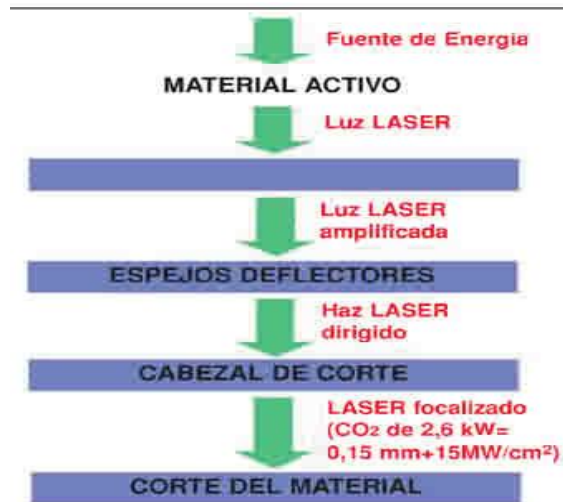 Fuente de Energia
MATERIAL ACTIVO
Luz LASER
Luz LASER
amplificada
ESPEJOS DEFLECTORES
Haz LASER
dirigido
CABEZAL DE CORTE
LASER focalizado
(CO₂ de 2,6 kW=
0,15 mm+15MW/cm²)
CORTE DEL MATERIAL